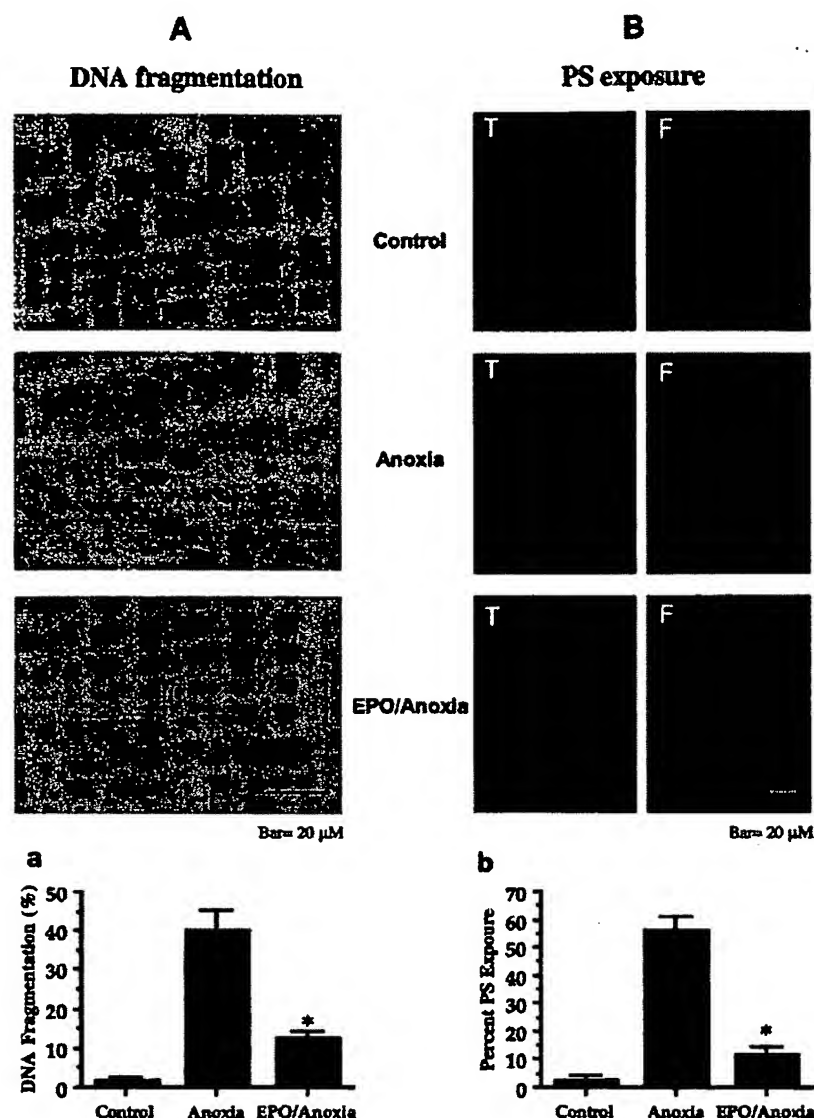 A
DNA fragmentation
B
PS exposure
T
F
Control
T
F
Anoxia
T
F
EPO/Anoxia
Bar= 20 µM
Bar= 20 µM
a
DNA Fragmentation (%)
50
40
30
20
10
0
*
Control Anoxia EPO/Anoxia
b
Percent PS Expoure
70
60
50
40
30
20
10
0
*
Control Anoxia EPO/Anoxia